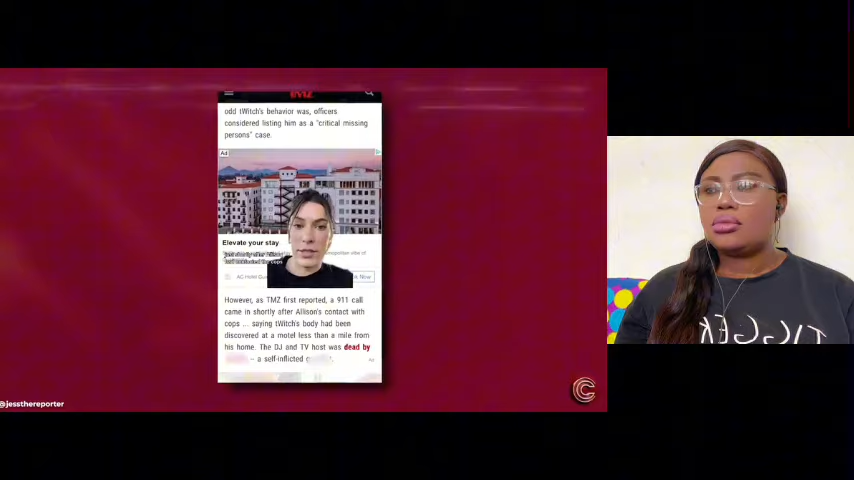 TMZ
odd tWitch's behavior was, officers
considered listing him as a "critical missing
persons" case.
Ad
Elevate your stay
However, as TMZ first reported, a 911 call
came in shortly after Allison's contact with
cops ... saying tWitch's body had been
discovered at a motel less than a mile from
his home. The DJ and TV host was dead by
– a self-inflicted
Ad
@jessthereporter
C